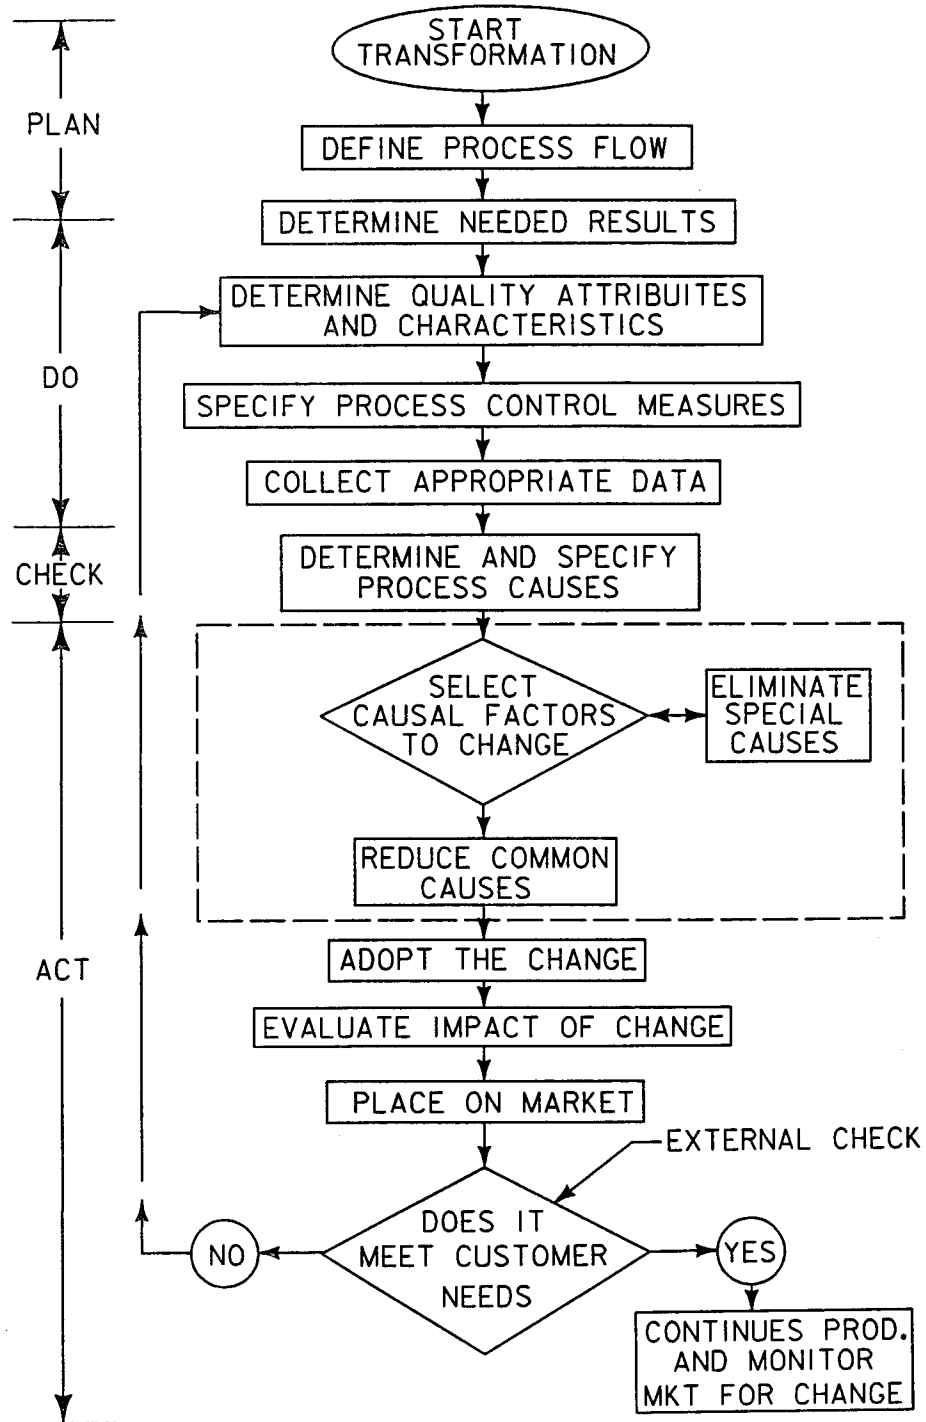 START
TRANSFORMATION
PLAN
DEFINE PROCESS FLOW
DETERMINE NEEDED RESULTS
DETERMINE QUALITY ATTRIBUITES
AND CHARACTERISTICS
DO
SPECIFY PROCESS CONTROL MEASURES
COLLECT APPROPRIATE DATA
DETERMINE AND SPECIFY
PROCESS CAUSES
CHECK
SELECT
CAUSAL FACTORS
TO CHANGE
ELIMINATE
SPECIAL
CAUSES
REDUCE COMMON
CAUSES
ADOPT THE CHANGE
ACT
EVALUATE IMPACT OF CHANGE
PLACE ON MARKET
EXTERNAL CHECK
DOES IT
MEET CUSTOMER
NEEDS
NO
YES
CONTINUES PROD.
AND MONITOR
MKT FOR CHANGE